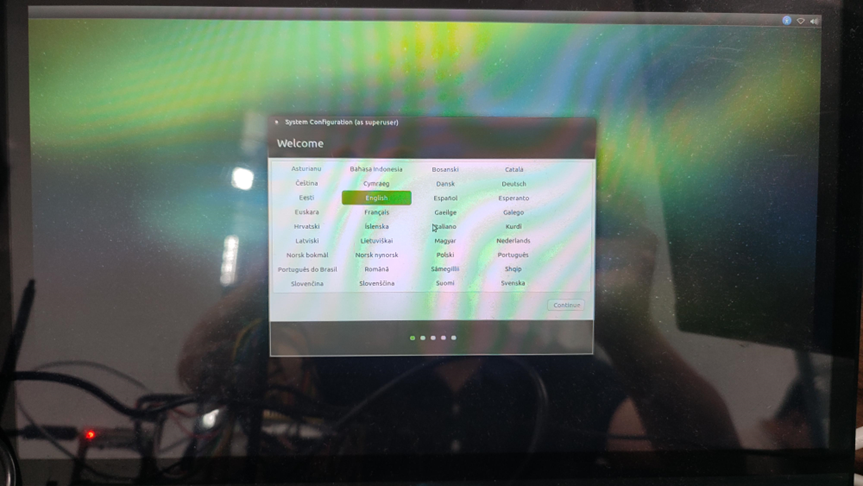 System Configuration (as superuser)
Welcome
Asturianu Bahasa Indonesia Bosanski Català
Čeština Cymraeg Dansk Deutsch
Eesti English Español Esperanto
Euskara Français Gaeilge Galego
Hrvatski Íslenska Italiano Kurdî
Latviski Lietuviškai Magyar Nederlands
Norsk bokmål Norsk nynorsk Polski Português
Português do Brasil Română Sámegillii Shqip
Slovenčina Slovenščina Suomi Svenska
Continue